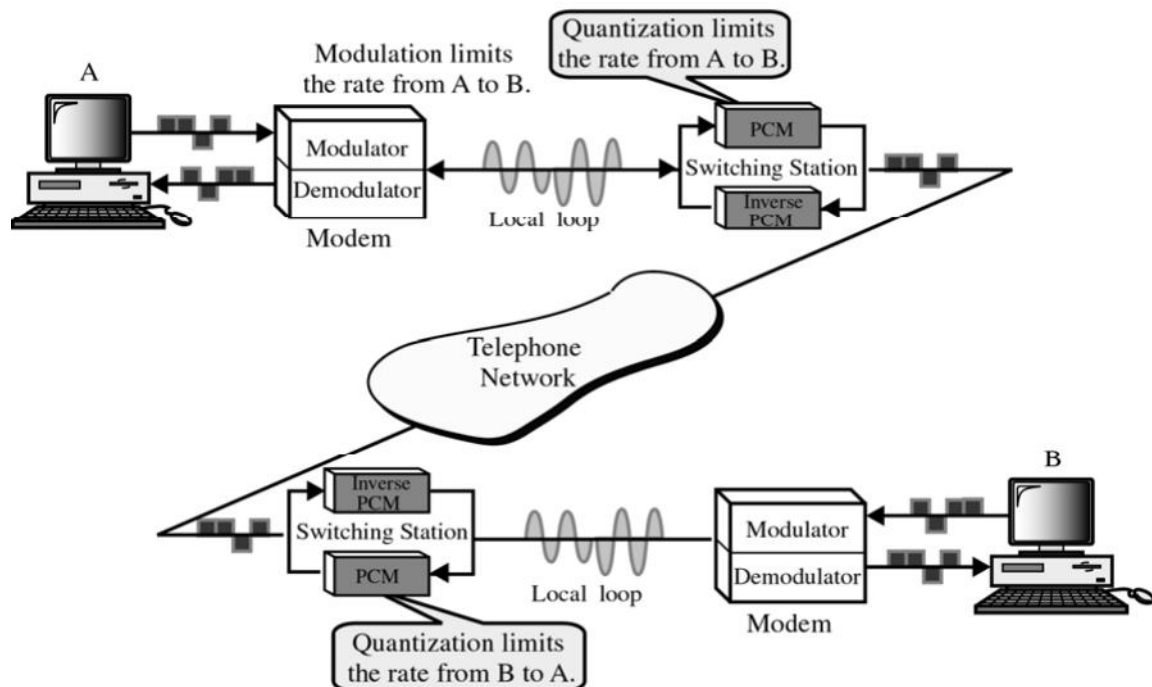 A
Modulation limits
the rate from A to B.
Quantization limits
the rate from A to B.
Modulator
Demodulator
Modem
Local loop
PCM
Switching Station
Inverse
PCM
Telephone
Network
Inverse
PCM
Switching Station
PCM
Quantization limits
the rate from B to A.
Local loop
B
Modulator
Demodulator
Modem